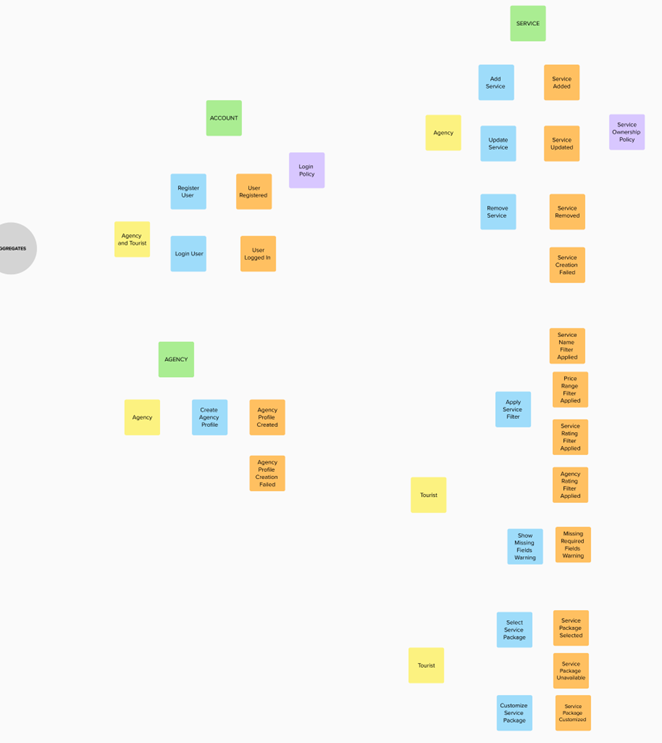 GGREGATES
ACCOUNT
Login
Policy
Register
User
User
Registered
Agency
and Tourist
Login User
User
Logged In
AGENCY
Agency
Create
Agency
Profile
Agency
Profile
Created
Agency
Profile
Creation
Failed
SERVICE
Add
Service
Service
Added
Agency
Update
Service
Service
Updated
Service
Ownership
Policy
Remove
Service
Service
Removed
Service
Creation
Failed
Service
Name
Filter
Applied
Apply
Service
Filter
Price
Range
Filter
Applied
Service
Rating
Filter
Applied
Agency
Rating
Filter
Applied
Tourist
Show
Missing
Fields
Warning
Missing
Required
Fields
Warning
Select
Service
Package
Service
Package
Selected
Tourist
Service
Package
Unavailable
Customize
Service
Package
Service
Package
Customized